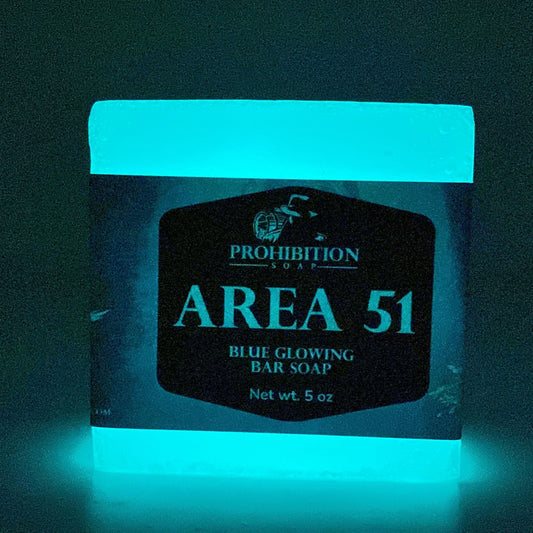 PROHIBITION
SOAP
AREA 51
BLUE GLOWING
BAR SOAP
Net wt. 5 oz